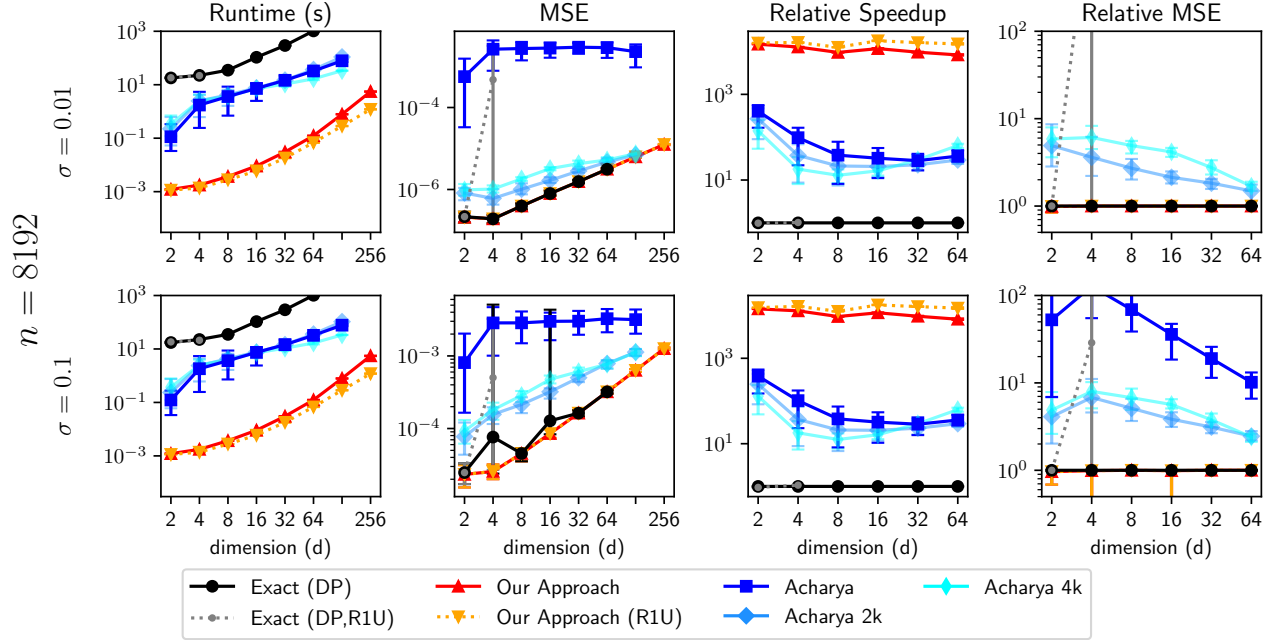 Runtime (s) MSE Relative Speedup Relative MSE
n = 8192
σ = 0.01
10^3
10^1
10^−1
10^−3
2 4 8 16 32 64 256
10^−4
10^−6
2 4 8 16 32 64 256
10^3
10^1
2 4 8 16 32 64
10^2
10^1
10^0
2 4 8 16 32 64
σ = 0.1
10^3
10^1
10^−1
10^−3
2 4 8 16 32 64 256
dimension (d)
10^−3
10^−4
2 4 8 16 32 64 256
dimension (d)
10^3
10^1
2 4 8 16 32 64
dimension (d)
10^2
10^1
10^0
2 4 8 16 32 64
dimension (d)
Exact (DP) Our Approach Acharya Acharya 4k
Exact (DP,R1U) Our Approach (R1U) Acharya 2k